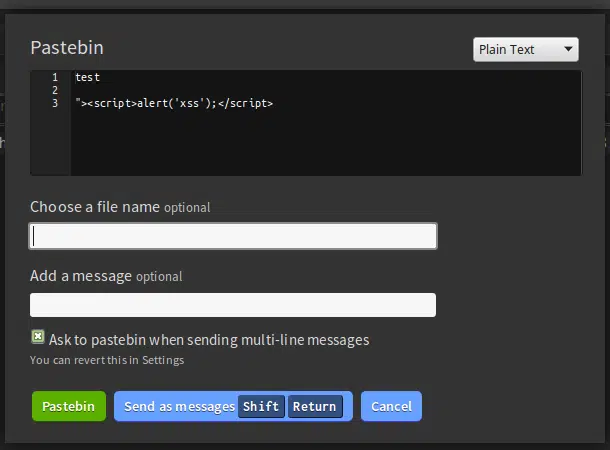 Pastebin
Plain Text
1 test
2
3 "><script>alert('xss');</script>
Choose a file name optional
Add a message optional
Ask to pastebin when sending multi-line messages
You can revert this in Settings
Pastebin Send as messages Shift Return Cancel